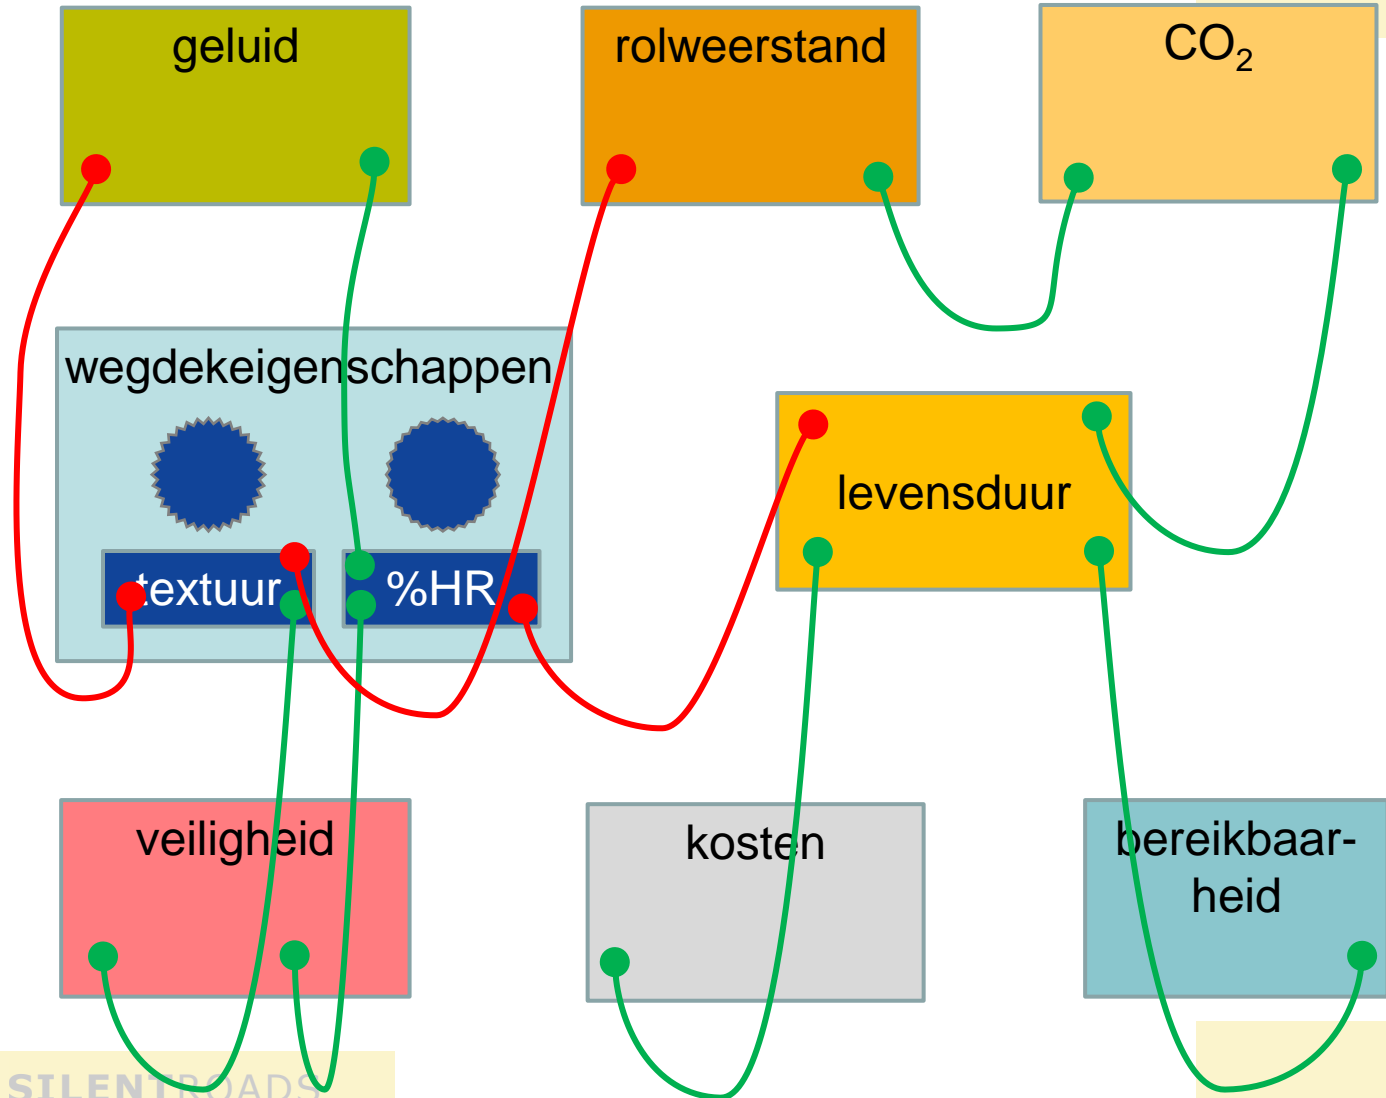 geluid
rolweerstand
CO₂
wegdekeigenschappen
levensduur
textuur
%HR
veiligheid
kosten
bereikbaar-
heid
SILENTROADS